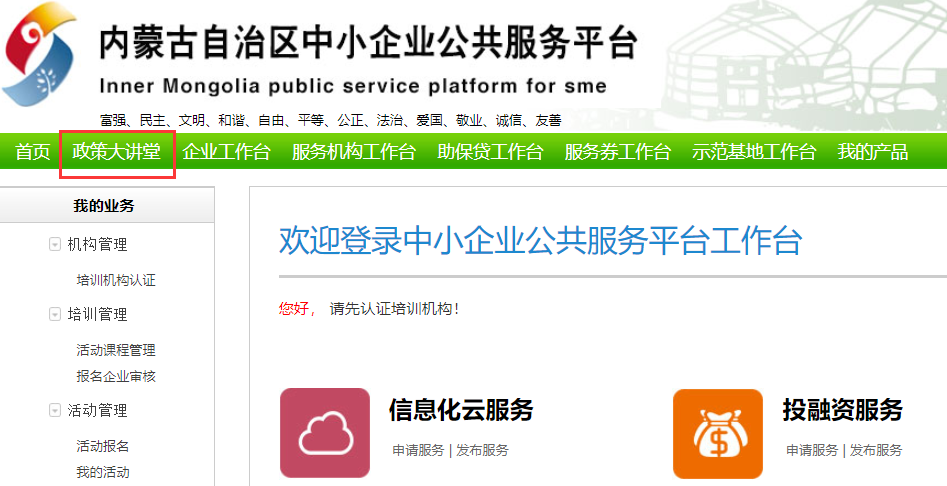 内蒙古自治区中小企业公共服务平台
Inner Mongolia public service platform for sme
富强、民主、文明、和谐、自由、平等、公正、法治、爱国、敬业、诚信、友善
首页 政策大讲堂 企业工作台 服务机构工作台 助保贷工作台 服务券工作台 示范基地工作台 我的产品
我的业务
机构管理
培训机构认证
培训管理
活动课程管理
报名企业审核
活动管理
活动报名
我的活动
欢迎登录中小企业公共服务平台工作台
您好， 请先认证培训机构！
信息化云服务
申请服务 | 发布服务
投融资服务
申请服务 | 发布服务